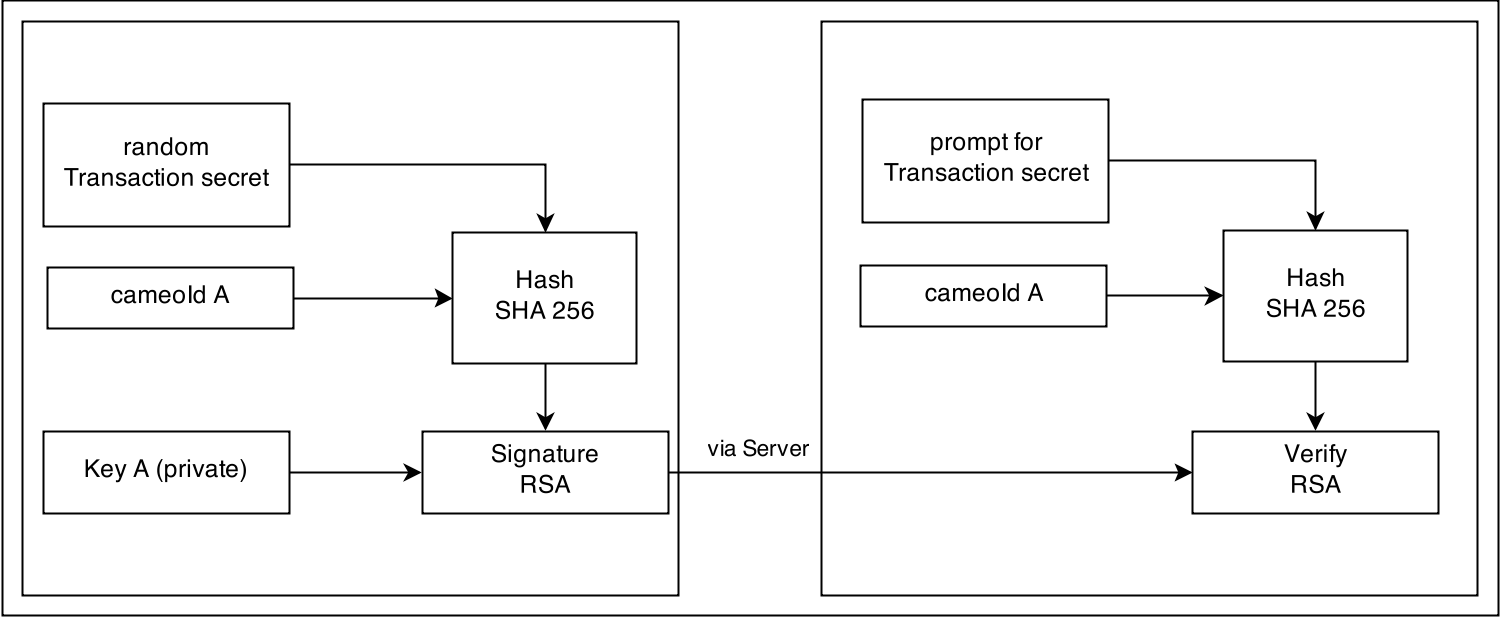 random
Transaction secret
cameoId A
Hash
SHA 256
Key A (private)
Signature
RSA
via Server
prompt for
Transaction secret
cameoId A
Hash
SHA 256
Verify
RSA